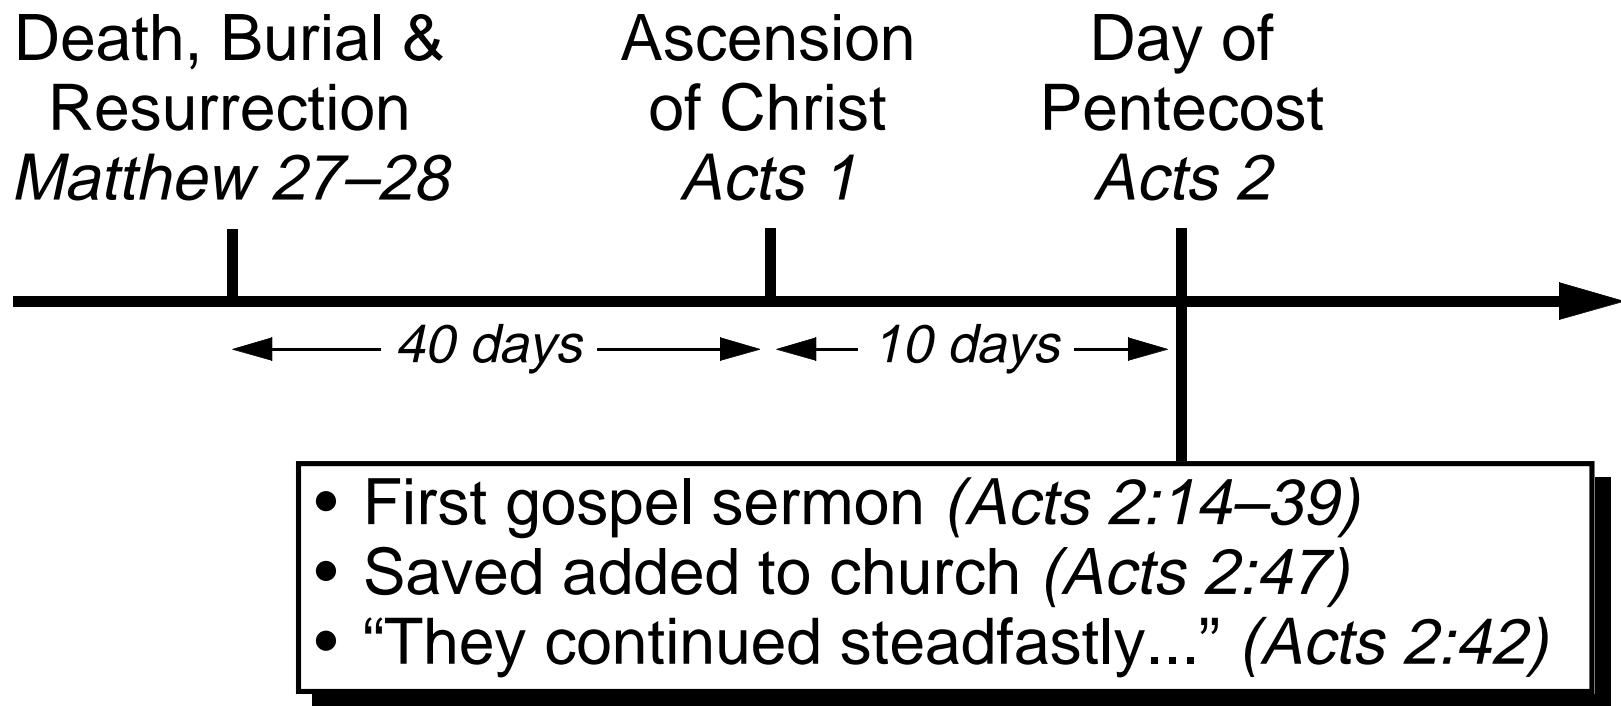 Death, Burial &
Resurrection
Matthew 27–28
Ascension
of Christ
Acts 1
Day of
Pentecost
Acts 2
40 days
10 days
• First gospel sermon (Acts 2:14–39)
• Saved added to church (Acts 2:47)
• “They continued steadfastly...” (Acts 2:42)